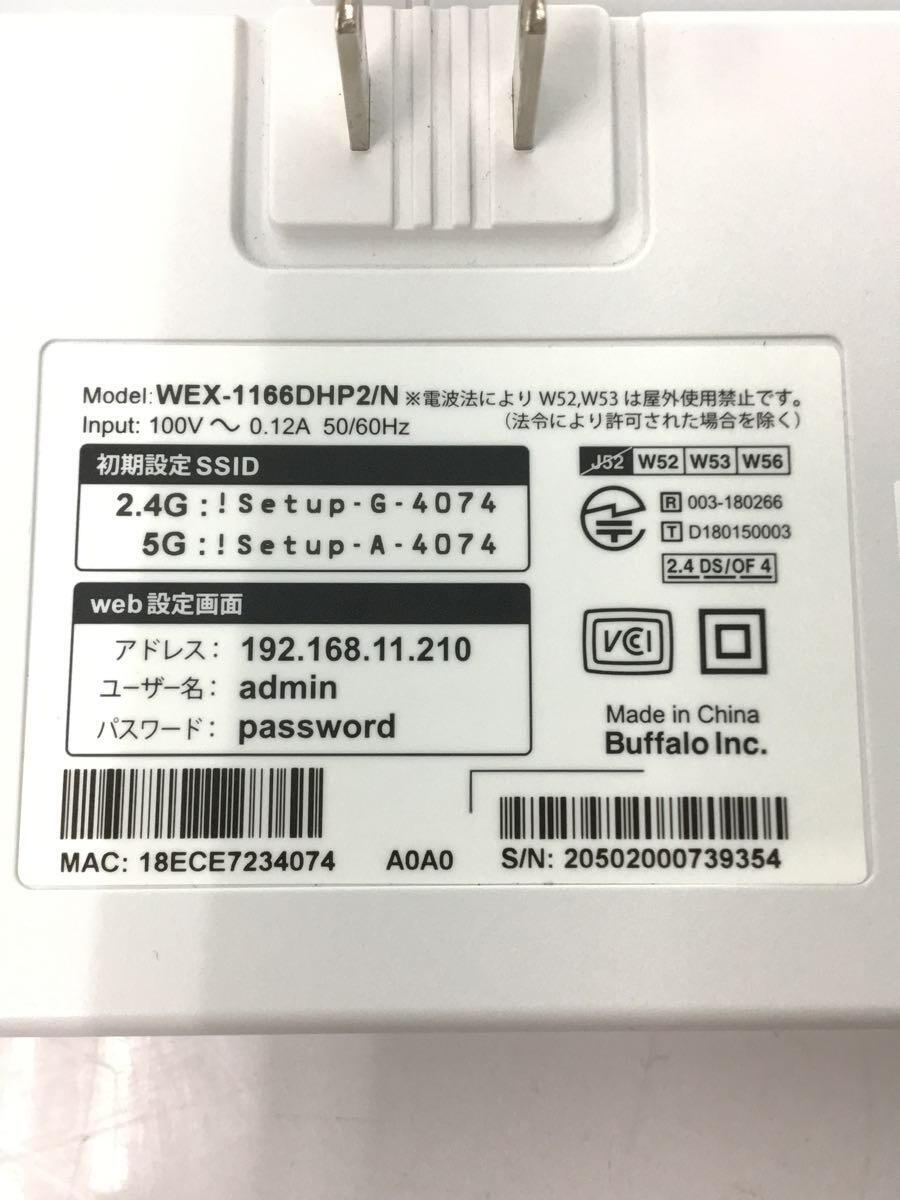 Model: WEX-1166DHP2/N ※電波法により W52,W53 は屋外使用禁止です。
Input: 100V ～ 0.12A 50/60Hz （法令により許可された場合を除く）
初期設定SSID
2.4G : !Setup-G-4074
5G : !Setup-A-4074
J52 W52 W53 W56
R 003-180266
T D180150003
2.4 DS/OF 4
web 設定画面
アドレス： 192.168.11.210
ユーザー名： admin
パスワード： password
VCCI
Made in China
Buffalo Inc.
MAC: 18ECE7234074 A0A0 S/N: 20502000739354